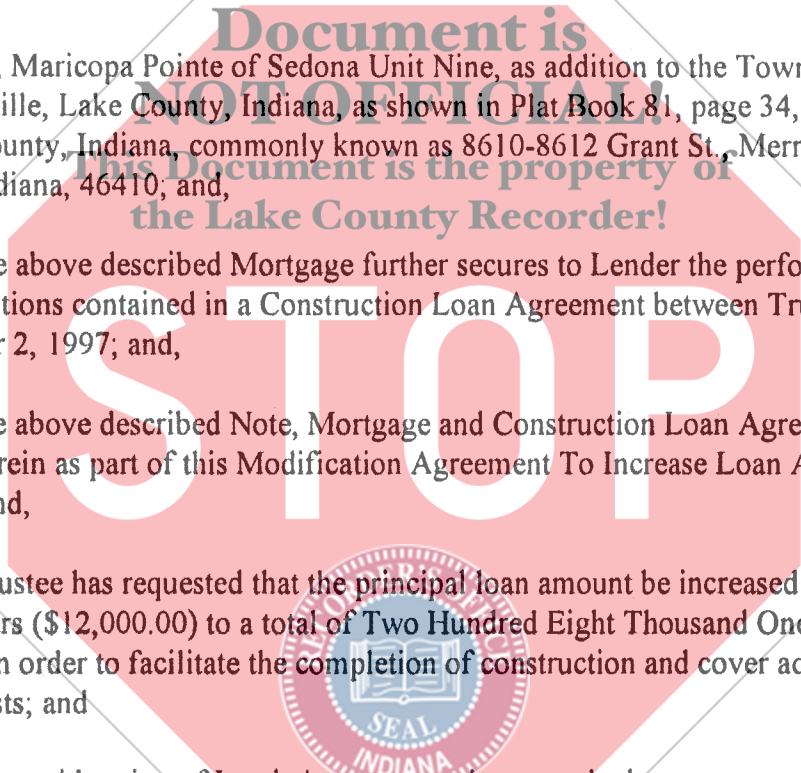 Document is
, Maricopa Pointe of Sedona Unit Nine, as addition to the Town
NOT OFFICIAL!
ille, Lake County, Indiana, as shown in Plat Book 81, page 34,
ounty, Indiana, commonly known as 8610-8612 Grant St., Merr
This Document is the property of
diana, 46410; and,
the Lake County Recorder!
e above described Mortgage further secures to Lender the perfo
tions contained in a Construction Loan Agreement between Tru
r 2, 1997; and,
STOP
e above described Note, Mortgage and Construction Loan Agre
rein as part of this Modification Agreement To Increase Loan A
nd,
ustee has requested that the principal loan amount be increased
rs ($12,000.00) to a total of Two Hundred Eight Thousand One
n order to facilitate the completion of construction and cover ad
sts; and
RECORDER'S OFFICE
SEAL
INDIANA